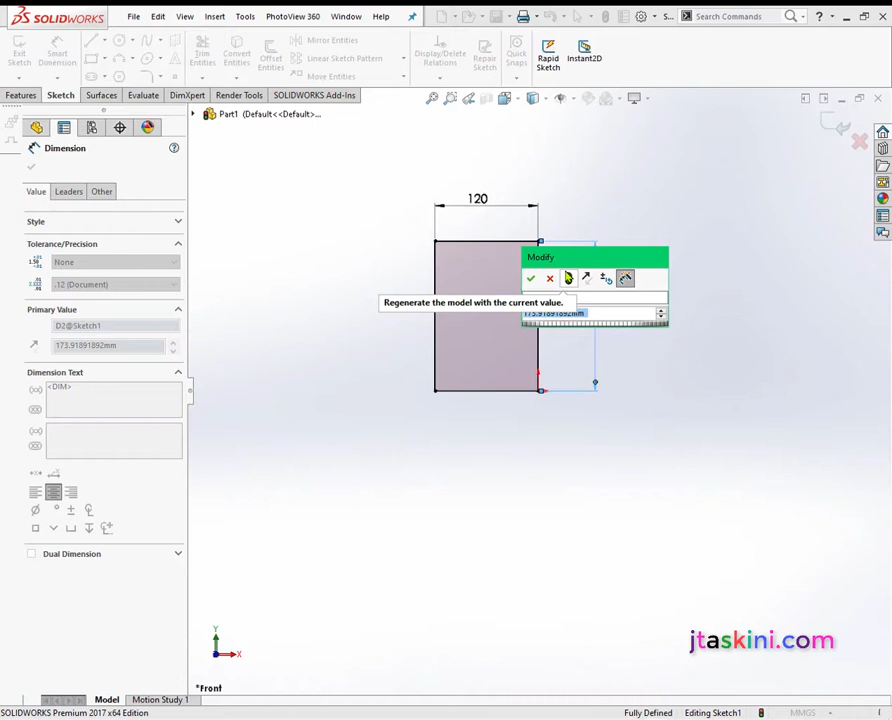 SOLIDWORKS
File Edit View Insert Tools PhotoView 360 Window Help
S... Search Commands ?
Exit Sketch
Smart Dimension
Trim Entities
Convert Entities
Offset Entities
Mirror Entities
Linear Sketch Pattern
Move Entities
Display/Delete Relations
Repair Sketch
Quick Snaps
Rapid Sketch
Instant2D
Features Sketch Surfaces Evaluate DimXpert Render Tools SOLIDWORKS Add-Ins
Part1 (Default<<Default>...
Dimension
Value Leaders Other
Style
Tolerance/Precision
None
.12 (Document)
Primary Value
D2@Sketch1
173.91891892mm
Dimension Text
<DIM>
Dual Dimension
120
Modify
Regenerate the model with the current value.
173.91891892mm
Y
X
*Front
jtaskini.com
Model Motion Study 1
SOLIDWORKS Premium 2017 x64 Edition
Fully Defined Editing Sketch1 MMGS